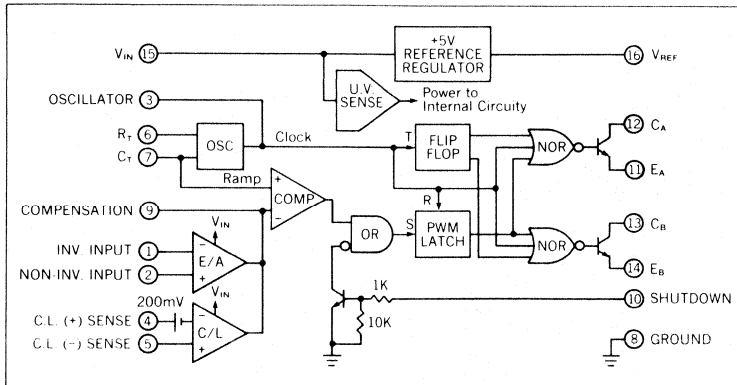 V_IN 15
+5V
REFERENCE
REGULATOR
16 V_REF
U.V.
SENSE
Power to
Internal Circuity
OSCILLATOR 3
R_T 6
C_T 7
OSC
Clock
Ramp
T
FLIP
FLOP
NOR
12 C_A
11 E_A
+
COMP
−
COMPENSATION 9
V_IN
INV. INPUT 1
NON-INV. INPUT 2
−
E/A
+
OR
S
R
PWM
LATCH
NOR
13 C_B
14 E_B
200mV
V_IN
C.L. (+) SENSE 4
C.L. (−) SENSE 5
−
C/L
+
1K
10K
10 SHUTDOWN
8 GROUND